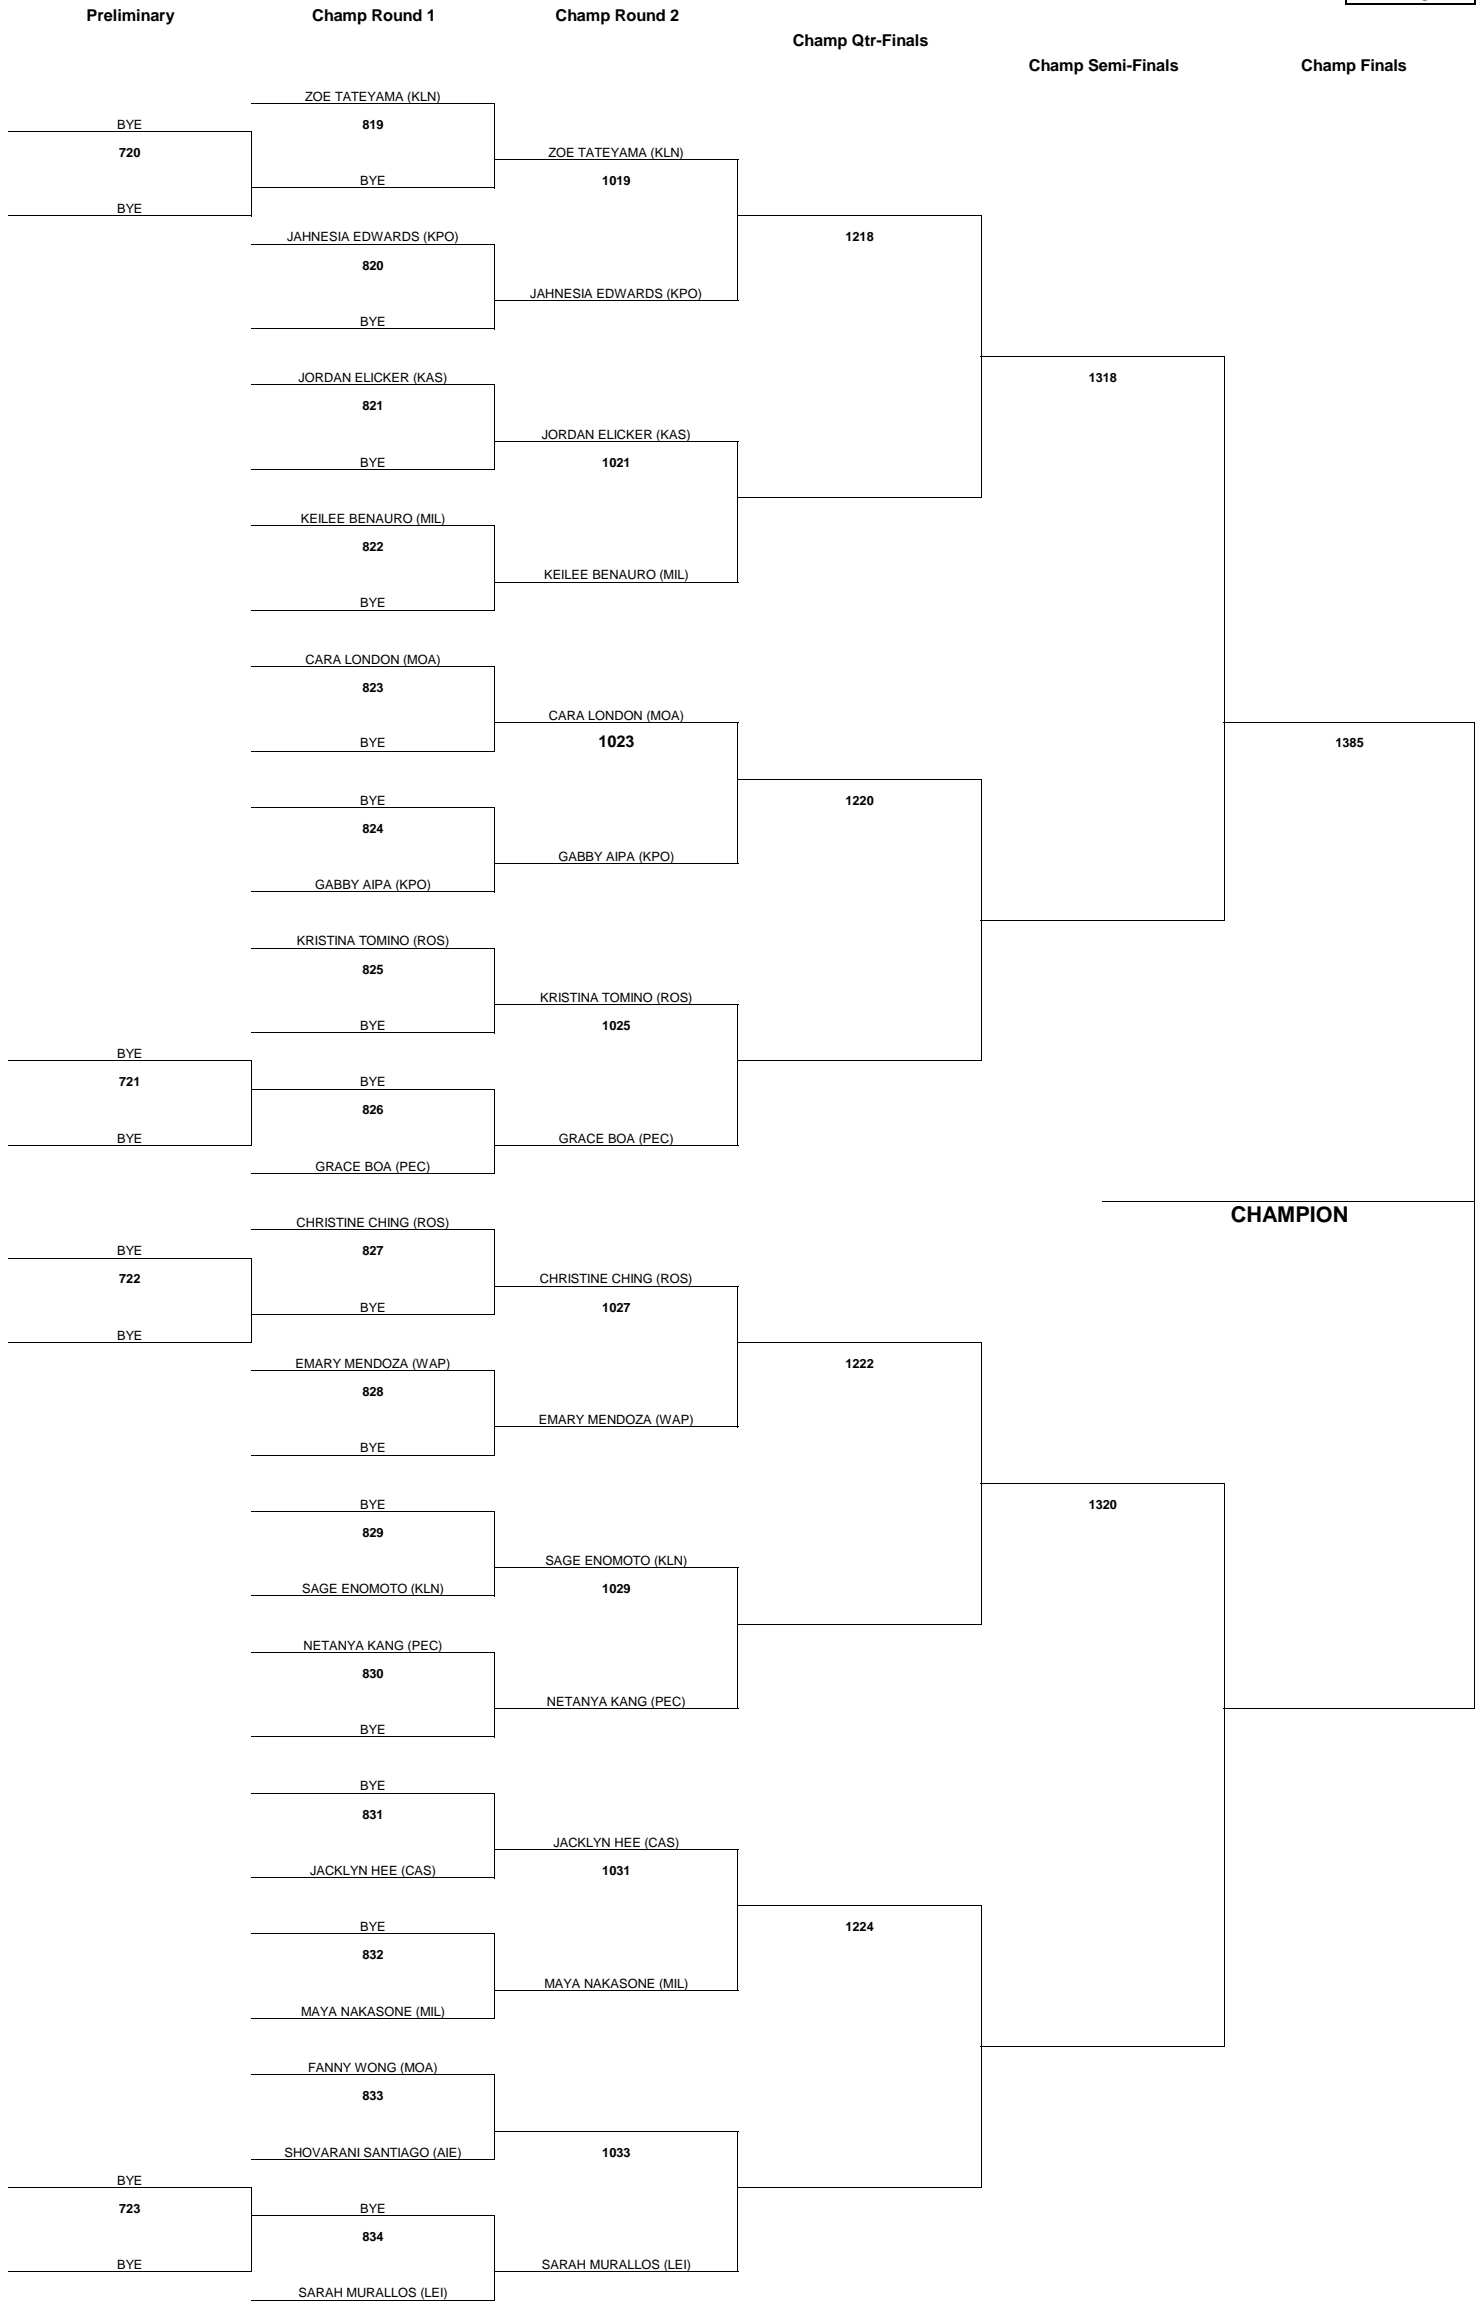 Preliminary
Champ Round 1
Champ Round 2
Champ Qtr-Finals
Champ Semi-Finals
Champ Finals
ZOE TATEYAMA (KLN)
BYE
819
720
ZOE TATEYAMA (KLN)
BYE
1019
BYE
JAHNESIA EDWARDS (KPO)
1218
820
JAHNESIA EDWARDS (KPO)
BYE
JORDAN ELICKER (KAS)
1318
821
JORDAN ELICKER (KAS)
BYE
1021
KEILEE BENAURO (MIL)
822
KEILEE BENAURO (MIL)
BYE
CARA LONDON (MOA)
823
CARA LONDON (MOA)
BYE
1023
1385
BYE
1220
824
GABBY AIPA (KPO)
GABBY AIPA (KPO)
KRISTINA TOMINO (ROS)
825
KRISTINA TOMINO (ROS)
BYE
1025
BYE
721
BYE
826
BYE
GRACE BOA (PEC)
GRACE BOA (PEC)
CHAMPION
CHRISTINE CHING (ROS)
BYE
827
722
CHRISTINE CHING (ROS)
BYE
1027
BYE
EMARY MENDOZA (WAP)
1222
828
EMARY MENDOZA (WAP)
BYE
BYE
1320
829
SAGE ENOMOTO (KLN)
SAGE ENOMOTO (KLN)
1029
NETANYA KANG (PEC)
830
NETANYA KANG (PEC)
BYE
BYE
831
JACKLYN HEE (CAS)
JACKLYN HEE (CAS)
1031
BYE
1224
832
MAYA NAKASONE (MIL)
MAYA NAKASONE (MIL)
FANNY WONG (MOA)
833
SHOVARANI SANTIAGO (AIE)
1033
BYE
723
BYE
834
BYE
SARAH MURALLOS (LEI)
SARAH MURALLOS (LEI)